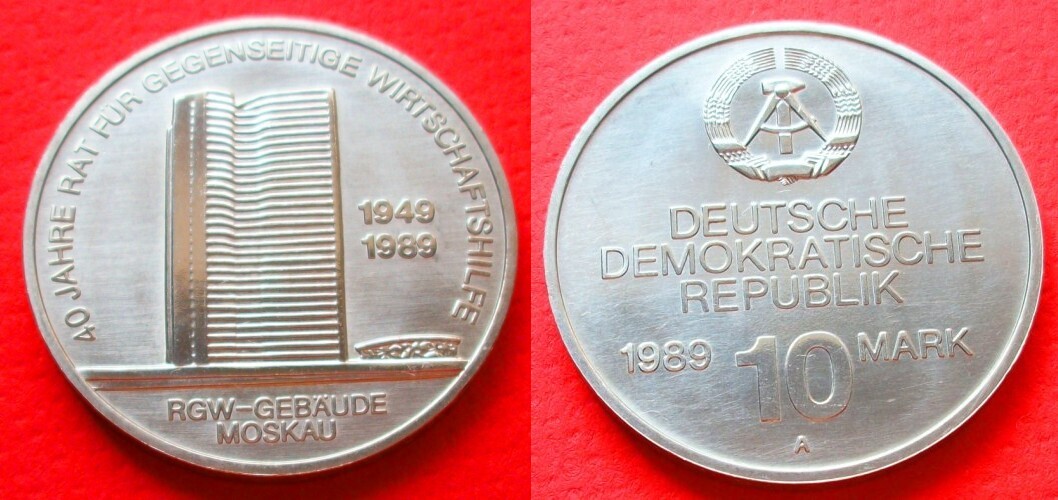 40 JAHRE RAT FÜR GEGENSEITIGE WIRTSCHAFTSHILFE
1949
1989
RGW-GEBÄUDE
MOSKAU
DEUTSCHE
DEMOKRATISCHE
REPUBLIK
1989 10 MARK
A